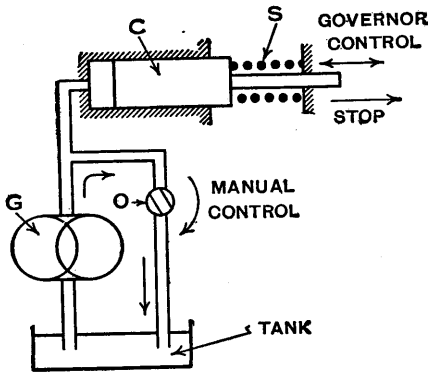 C
S
GOVERNOR
CONTROL
STOP
G
O
MANUAL
CONTROL
TANK